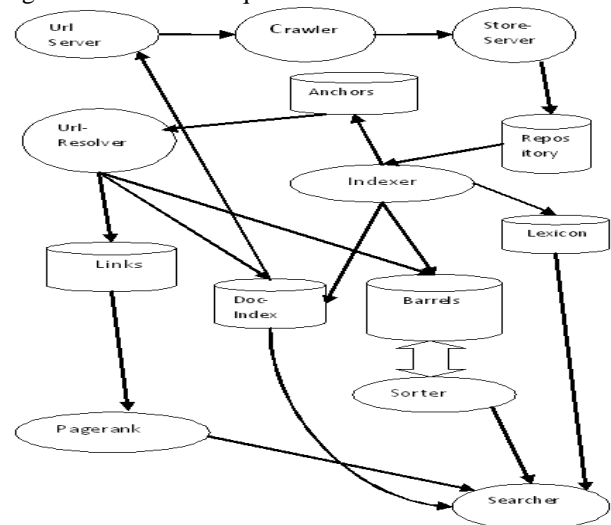 Url
Server
Crawler
Store-
Server
Anchors
Url-
Resolver
Repos
itory
Indexer
Lexicon
Links
Doc-
Index
Barrels
Sorter
Pagerank
Searcher